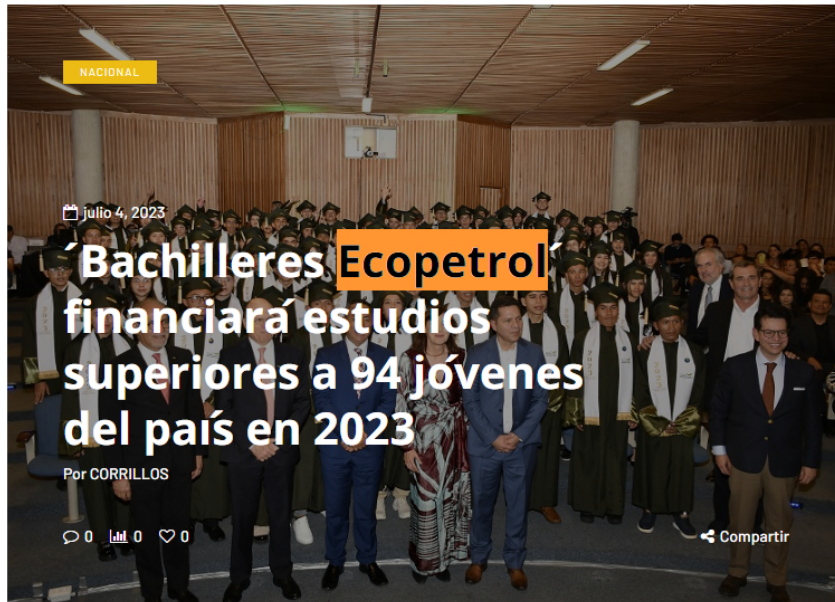 NACIONAL
julio 4, 2023
´Bachilleres Ecopetrol´
financiará estudios
superiores a 94 jóvenes
del país en 2023
Por CORRILLOS
0 0 0
Compartir